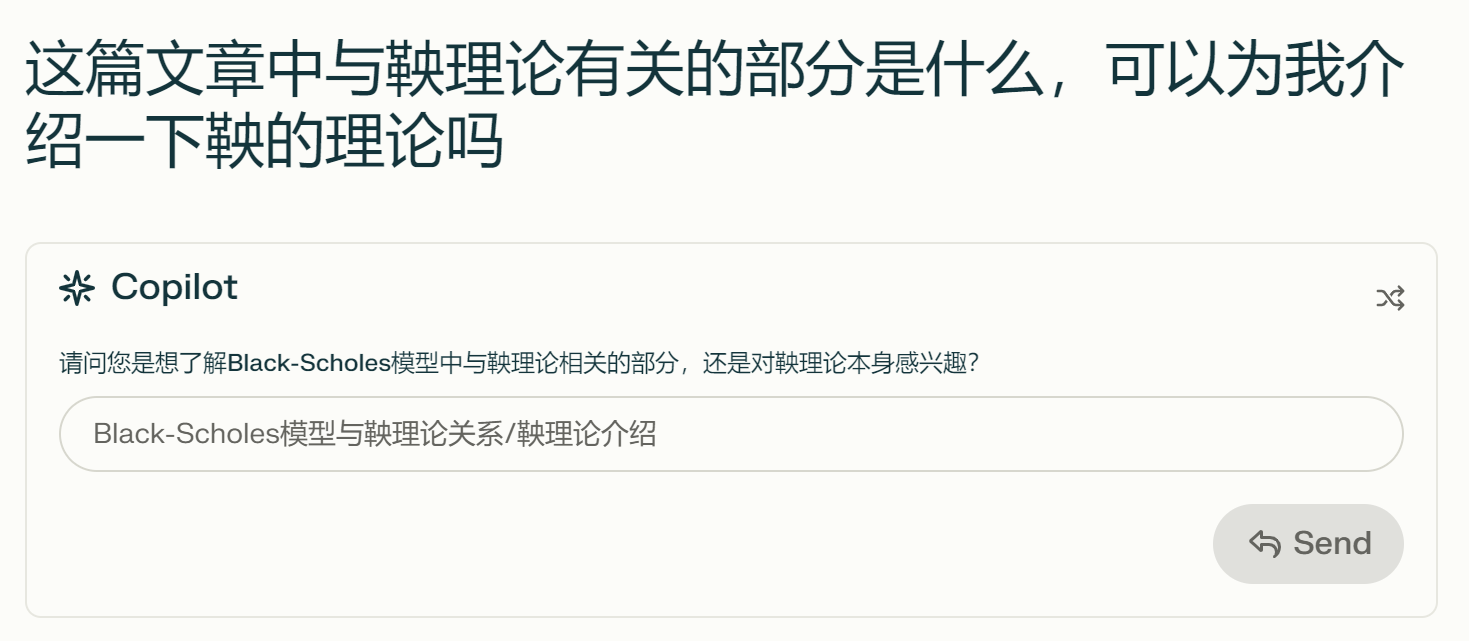 这篇文章中与鞅理论有关的部分是什么，可以为我介
绍一下鞅的理论吗
Copilot
请问您是想了解Black-Scholes模型中与鞅理论相关的部分，还是对鞅理论本身感兴趣？
Black-Scholes模型与鞅理论关系/鞅理论介绍
Send